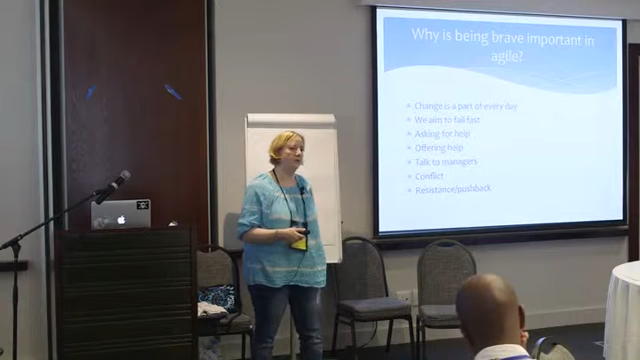 Why is being brave important in
agile?
Change is a part of every day
We aim to fail fast
Asking for help
Offering help
Talk to managers
Conflict
Resistance/pushback